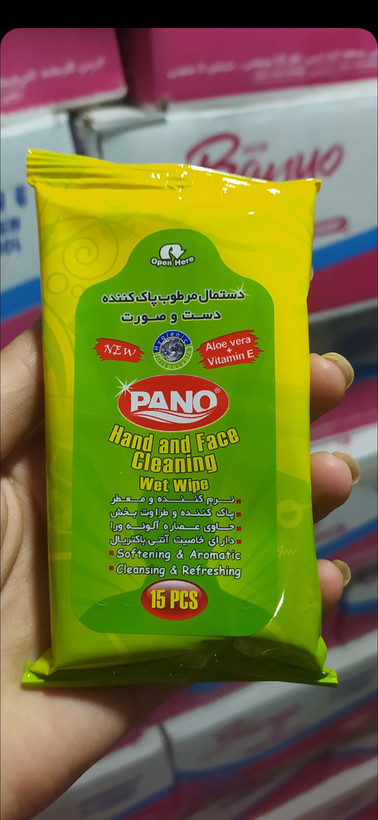 Banyo
Open Here
دستمال مرطوب پاک کننده
دست و صورت
NEW
Hygienic
Aloe vera
+
Vitamin E
PANO®
Hand and Face
Cleaning
Wet Wipe
نرم کننده و معطر
پاک کننده و طراوت بخش
حاوی عصاره آلوئه ورا
دارای خاصیت آنتی باکتریال
Softening & Aromatic
Cleansing & Refreshing
15 PCS